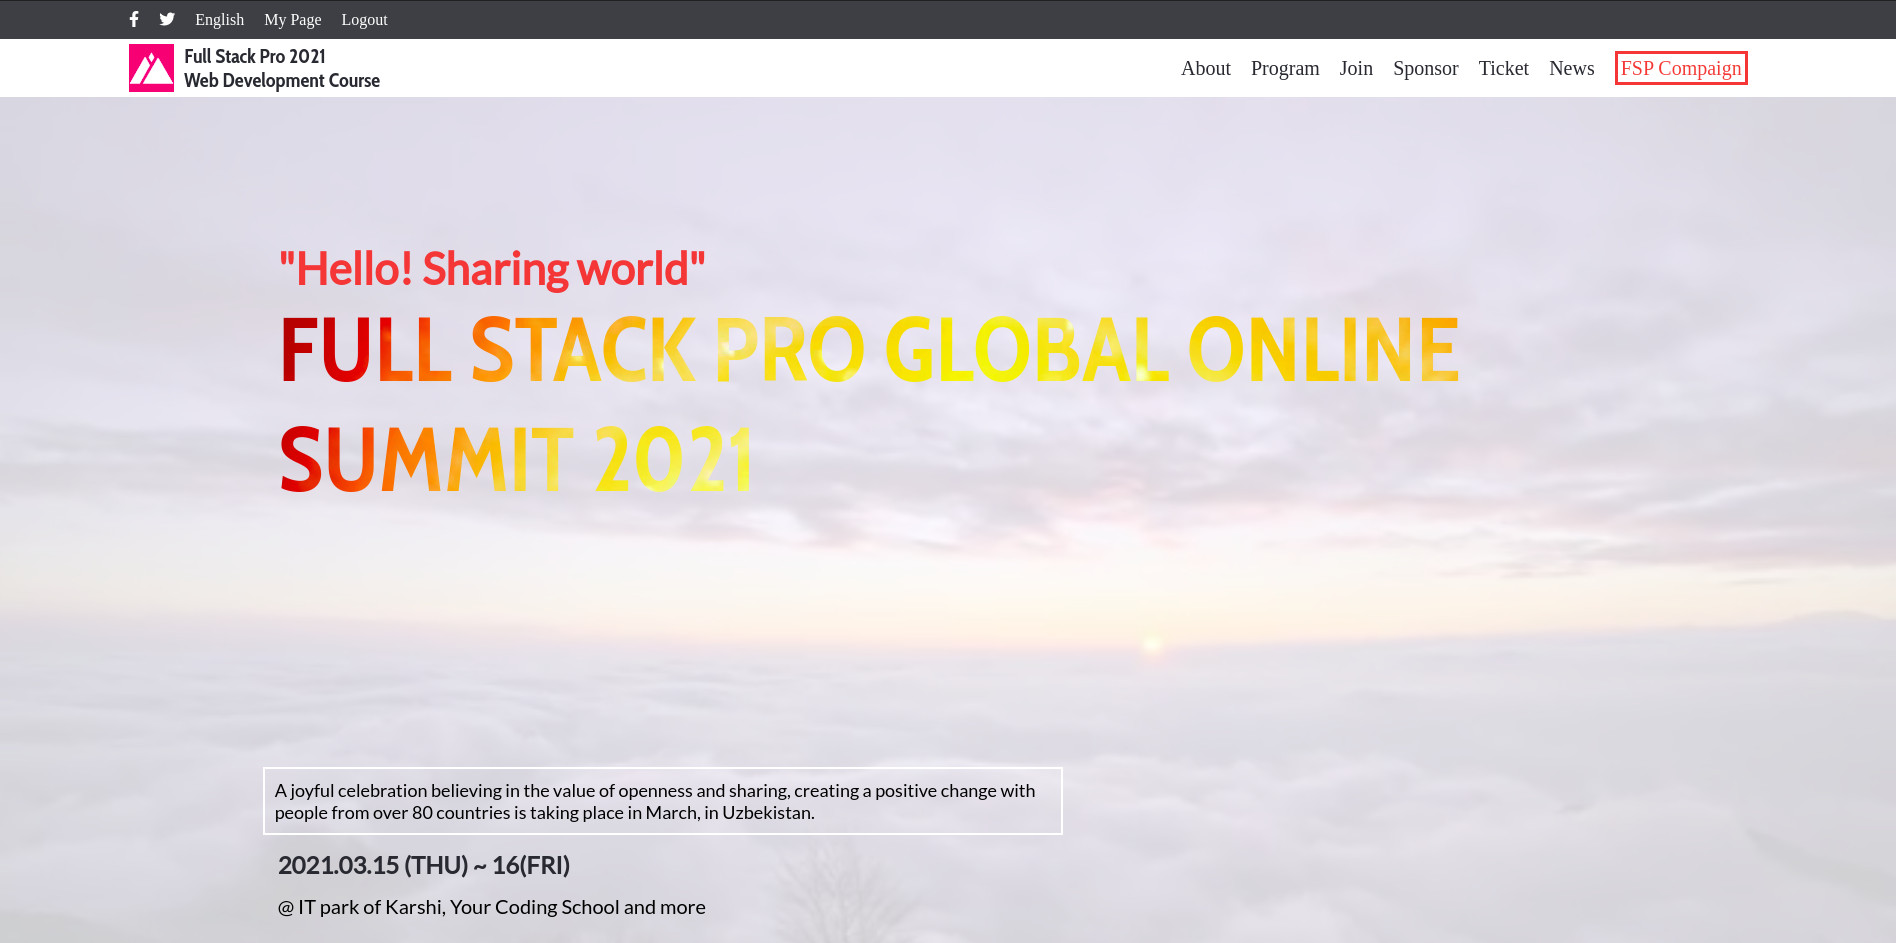 English My Page Logout
Full Stack Pro 2021
Web Development Course
About Program Join Sponsor Ticket News FSP Compaign
"Hello! Sharing world"
FULL STACK PRO GLOBAL ONLINE
SUMMIT 2021
A joyful celebration believing in the value of openness and sharing, creating a positive change with
people from over 80 countries is taking place in March, in Uzbekistan.
2021.03.15 (THU) ~ 16(FRI)
@ IT park of Karshi, Your Coding School and more